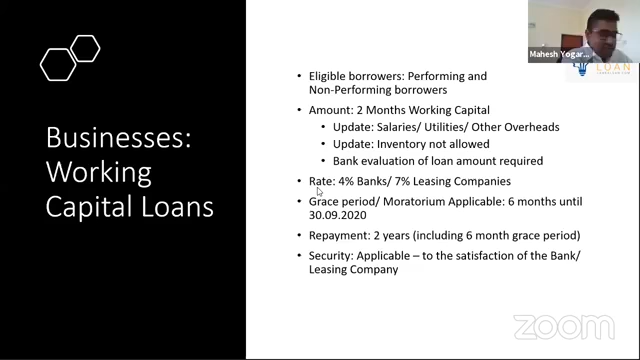 Mahesh Yogar...
LOAN
Businesses:
Working
Capital Loans
• Eligible borrowers: Performing and
Non-Performing borrowers
• Amount: 2 Months Working Capital
• Update: Salaries/ Utilities/ Other Overheads
• Update: Inventory not allowed
• Bank evaluation of loan amount required
• Rate: 4% Banks/ 7% Leasing Companies
• Grace period/ Moratorium Applicable: 6 months until
30.09.2020
• Repayment: 2 years (including 6 month grace period)
• Security: Applicable – to the satisfaction of the Bank/
Leasing Company
zoom